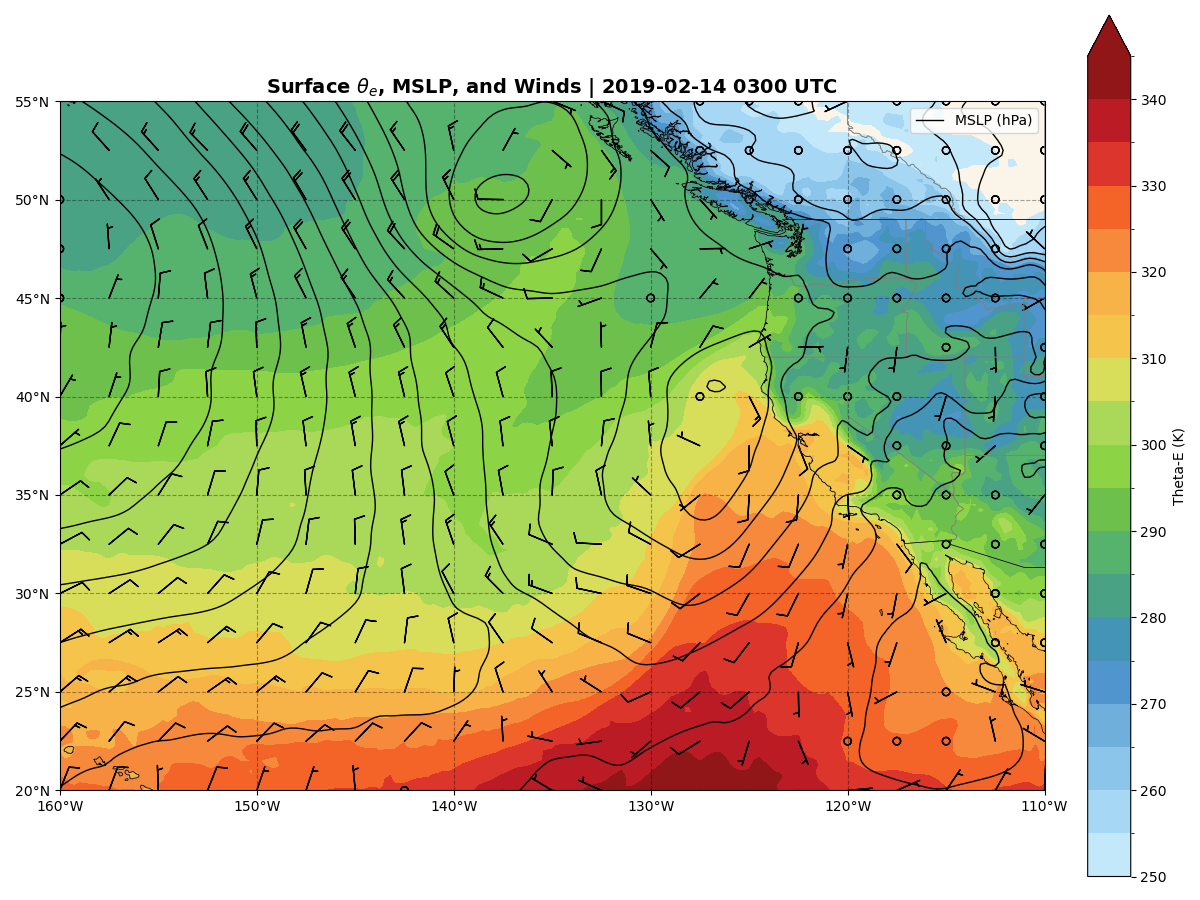 Surface θₑ, MSLP, and Winds | 2019-02-14 0300 UTC
MSLP (hPa)
55°N
50°N
45°N
40°N
35°N
30°N
25°N
20°N
160°W
150°W
140°W
130°W
120°W
110°W
340
330
320
310
300
290
280
270
260
250
Theta-E (K)